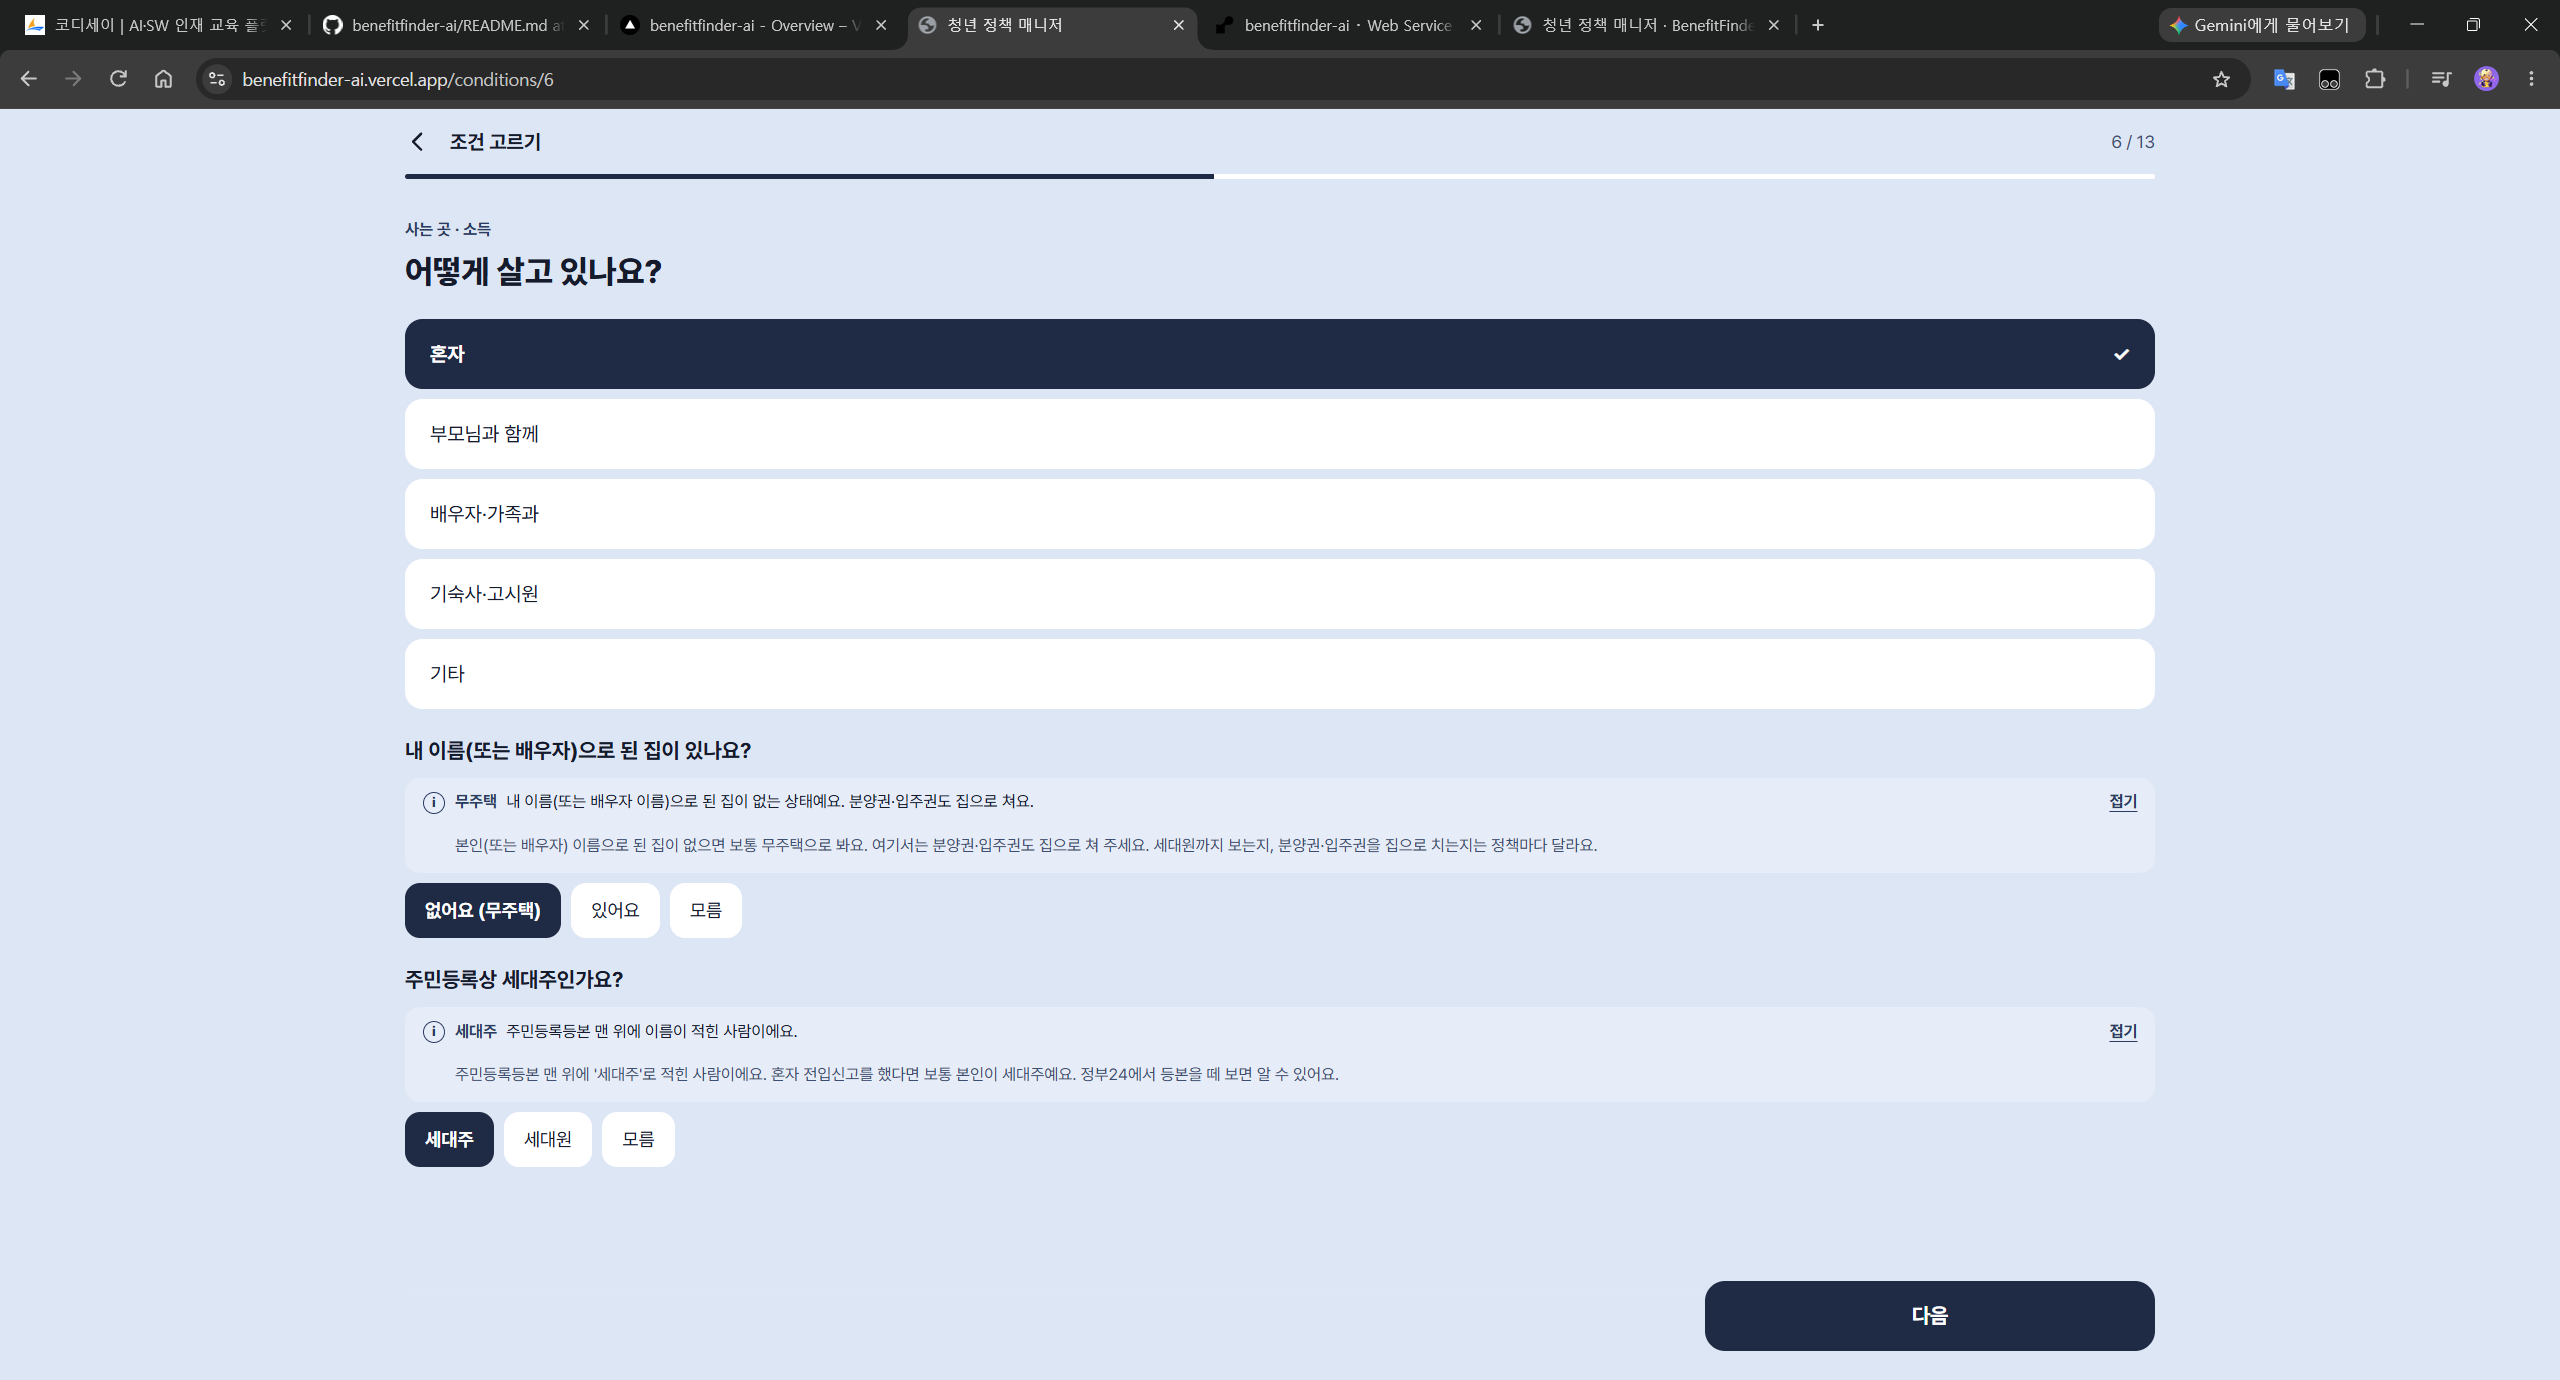 코디세이 | AI·SW 인재 교육 플
benefitfinder-ai/README.md at
benefitfinder-ai - Overview – V
청년 정책 매니저
benefitfinder-ai · Web Service
청년 정책 매니저 · BenefitFinde
Gemini에게 물어보기
benefitfinder-ai.vercel.app/conditions/6
조건 고르기
6 / 13
사는 곳 · 소득
어떻게 살고 있나요?
혼자
부모님과 함께
배우자·가족과
기숙사·고시원
기타
내 이름(또는 배우자)으로 된 집이 있나요?
무주택 내 이름(또는 배우자 이름)으로 된 집이 없는 상태예요. 분양권·입주권도 집으로 쳐요.
접기
본인(또는 배우자) 이름으로 된 집이 없으면 보통 무주택으로 봐요. 여기서는 분양권·입주권도 집으로 쳐 주세요. 세대원까지 보는지, 분양권·입주권을 집으로 치는지는 정책마다 달라요.
없어요 (무주택)
있어요
모름
주민등록상 세대주인가요?
세대주 주민등록등본 맨 위에 이름이 적힌 사람이에요.
접기
주민등록등본 맨 위에 '세대주'로 적힌 사람이에요. 혼자 전입신고를 했다면 보통 본인이 세대주예요. 정부24에서 등본을 떼 보면 알 수 있어요.
세대주
세대원
모름
다음